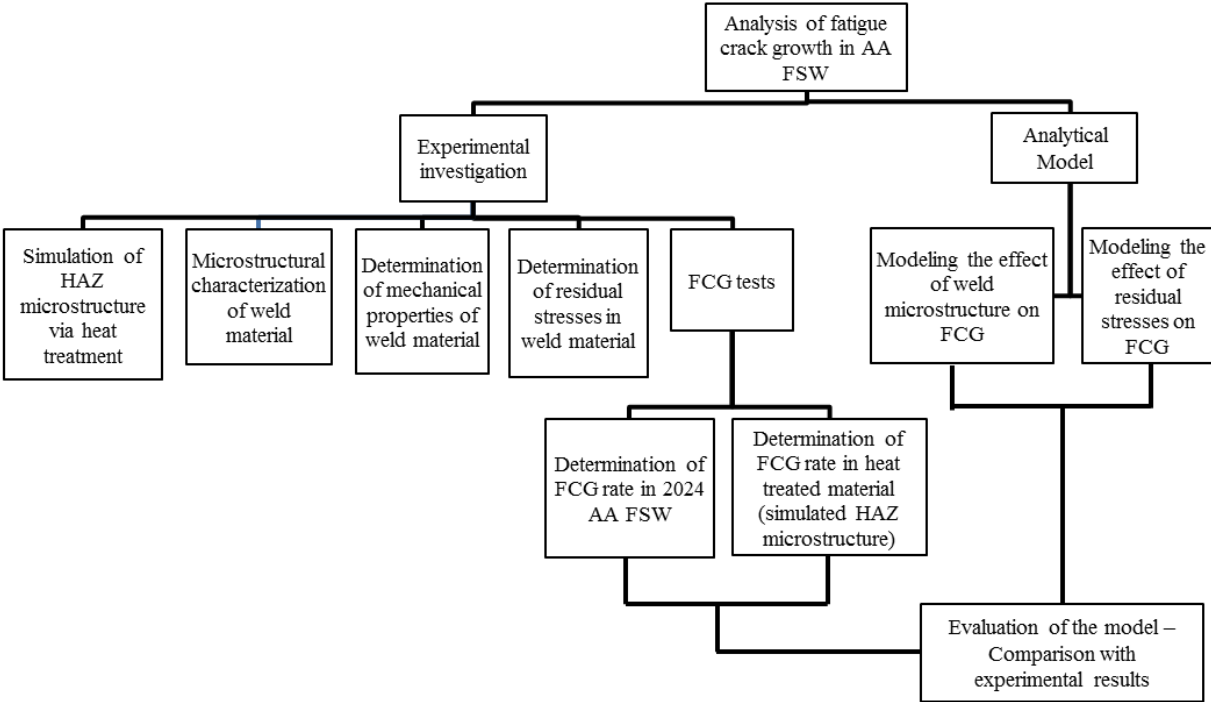 Analysis of fatigue
crack growth in AA
FSW
Experimental
investigation
Analytical
Model
Simulation of
HAZ
microstructure
via heat
treatment
Microstructural
characterization
of weld
material
Determination
of mechanical
properties of
weld material
Determination
of residual
stresses in
weld material
FCG tests
Modeling the effect
of weld
microstructure on
FCG
Modeling the
effect of
residual
stresses on
FCG
Determination of
FCG rate in 2024
AA FSW
Determination of
FCG rate in heat
treated material
(simulated HAZ
microstructure)
Evaluation of the model –
Comparison with
experimental results